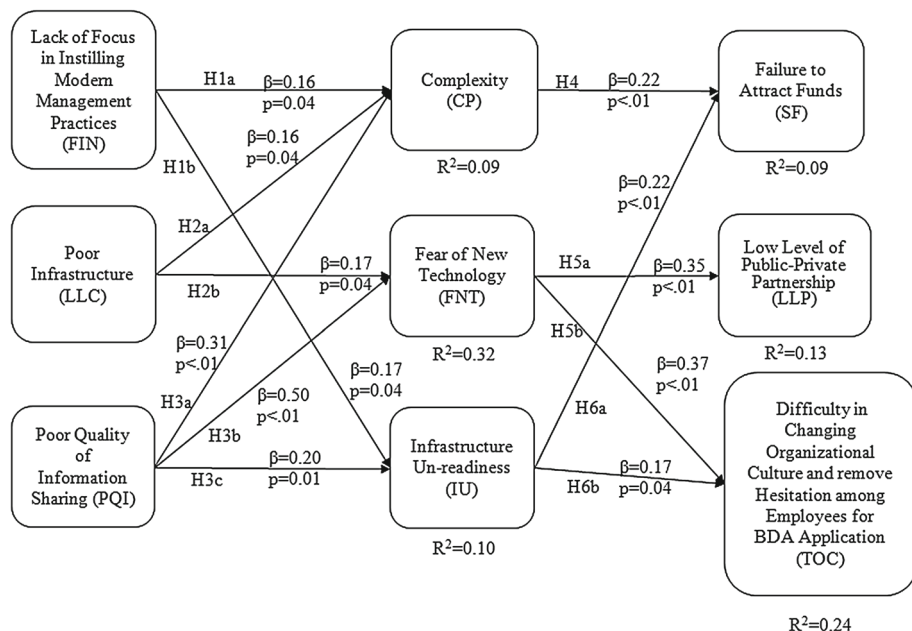 Lack of Focus
in Instilling
Modern
Management
Practices
(FIN)
H1a
β=0.16
p=0.04
Complexity
(CP)
R²=0.09
H4
β=0.22
p<.01
Failure to
Attract Funds
(SF)
R²=0.09
β=0.16
p=0.04
H1b
H2a
β=0.22
p<.01
Poor
Infrastructure
(LLC)
H2b
β=0.17
p=0.04
Fear of New
Technology
(FNT)
R²=0.32
H5a
β=0.35
p<.01
Low Level of
Public-Private
Partnership
(LLP)
R²=0.13
H5b
β=0.31
p<.01
H3a
β=0.50
p<.01
H3b
β=0.17
p=0.04
β=0.37
p<.01
H6a
Poor Quality
of
Information
Sharing (PQI)
H3c
β=0.20
p=0.01
Infrastructure
Un-readiness
(IU)
R²=0.10
H6b
β=0.17
p=0.04
Difficulty in
Changing
Organizational
Culture and remove
Hesitation among
Employees for
BDA Application
(TOC)
R²=0.24